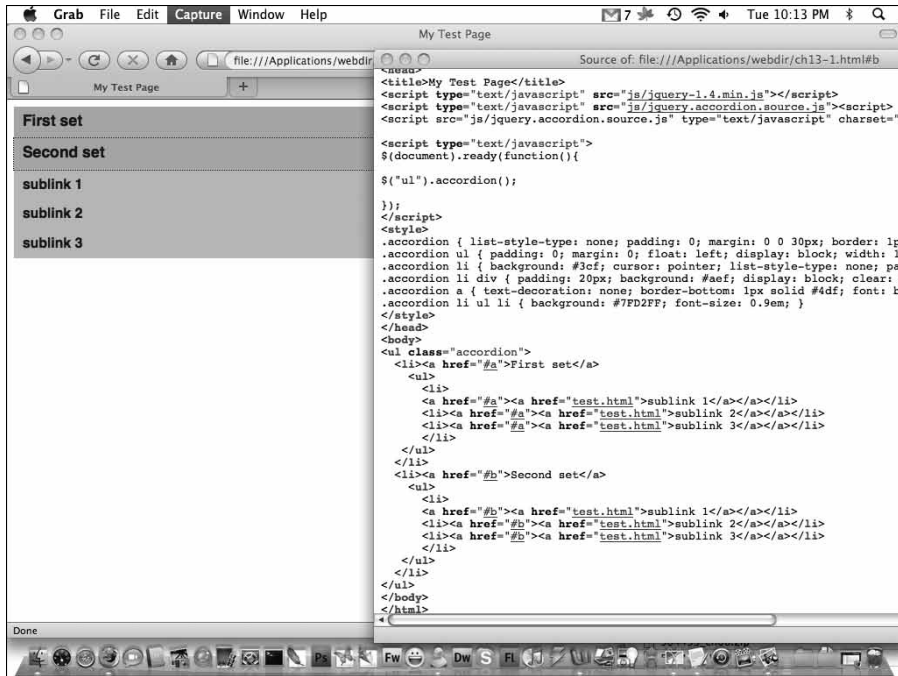 Grab File Edit Capture Window Help 7 Tue 10:13 PM
My Test Page
file:///Applications/webdir
My Test Page +
First set
Second set
sublink 1
sublink 2
sublink 3
Done
Source of: file:///Applications/webdir/ch13-1.html#b
<head>
<title>My Test Page</title>
<script type="text/javascript" src="js/jquery-1.4.min.js"></script>
<script type="text/javascript" src="js/jquery.accordion.source.js"><script>
<script src="js/jquery.accordion.source.js" type="text/javascript" charset="
<script type="text/javascript">
$(document).ready(function(){
$("ul").accordion();
});
</script>
<style>
.accordion { list-style-type: none; padding: 0; margin: 0 0 30px; border: 1p
.accordion ul { padding: 0; margin: 0; float: left; display: block; width: 1
.accordion li { background: #3cf; cursor: pointer; list-style-type: none; pa
.accordion li div { padding: 20px; background: #aef; display: block; clear:
.accordion a { text-decoration: none; border-bottom: 1px solid #4df; font: b
.accordion li ul li { background: #7FD2FF; font-size: 0.9em; }
</style>
</head>
<body>
<ul class="accordion">
<li><a href="#a">First set</a>
<ul>
<li>
<a href="#a"><a href="test.html">sublink 1</a></a></li>
<li><a href="#a"><a href="test.html">sublink 2</a></a></li>
<li><a href="#a"><a href="test.html">sublink 3</a></a></li>
</li>
</ul>
</li>
<li><a href="#b">Second set</a>
<ul>
<li>
<a href="#b"><a href="test.html">sublink 1</a></a></li>
<li><a href="#b"><a href="test.html">sublink 2</a></a></li>
<li><a href="#b"><a href="test.html">sublink 3</a></a></li>
</li>
</ul>
</li>
</ul>
</body>
</html>
Ps Fw Dw S Fl